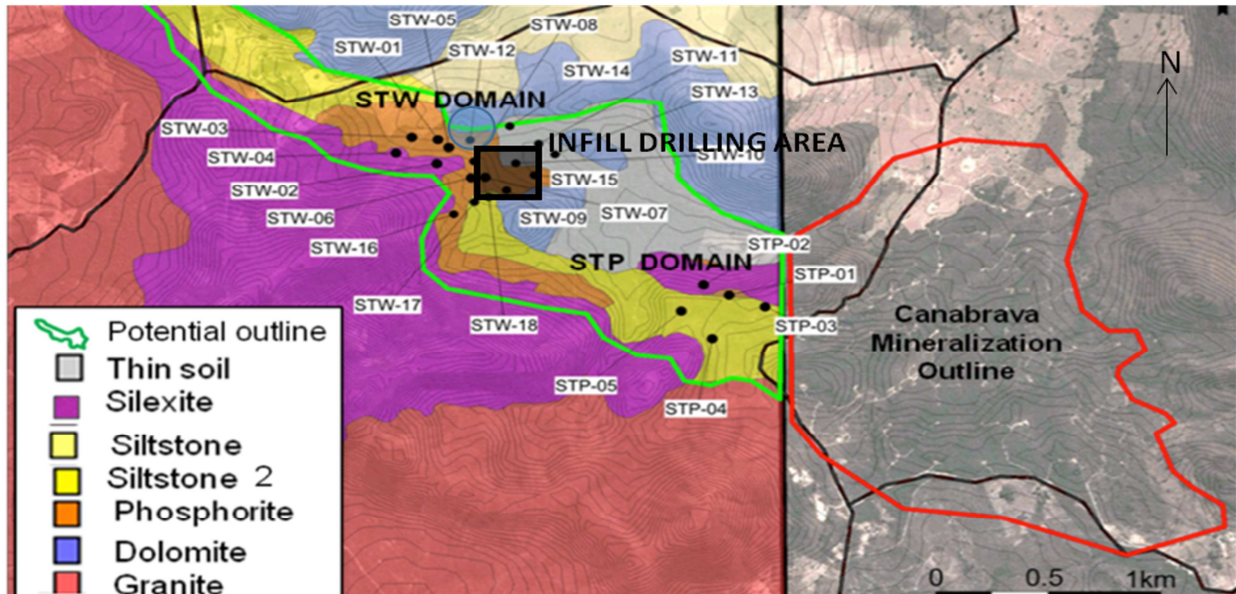 STW-05
STW-08
STW-01
STW-12
STW-11
STW-14
STW-13
STW DOMAIN
STW-03
INFILL DRILLING AREA
STW-04
STW-10
STW-02
STW-15
STW-06
STW-09
STW-07
STW-16
STP-02
STP DOMAIN
STP-01
STW-17
STW-18
STP-03
STP-05
STP-04
N
Canabrava
Mineralization
Outline
Potential outline
Thin soil
Silexite
Siltstone
Siltstone 2
Phosphorite
Dolomite
Granite
0 0.5 1km